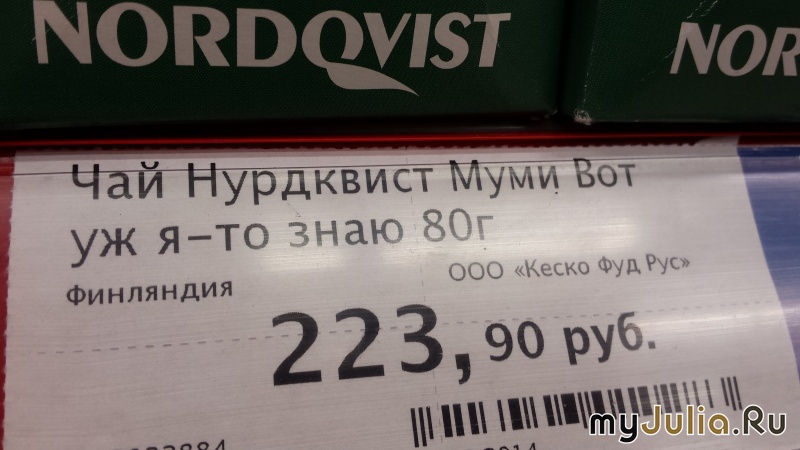 NORDQVIST NOR
Чай Нурдквист Муми Вот
уж я-то знаю 80г
Финляндия
ООО «Кеско Фуд Рус»
223,90 руб.
myJulia.Ru